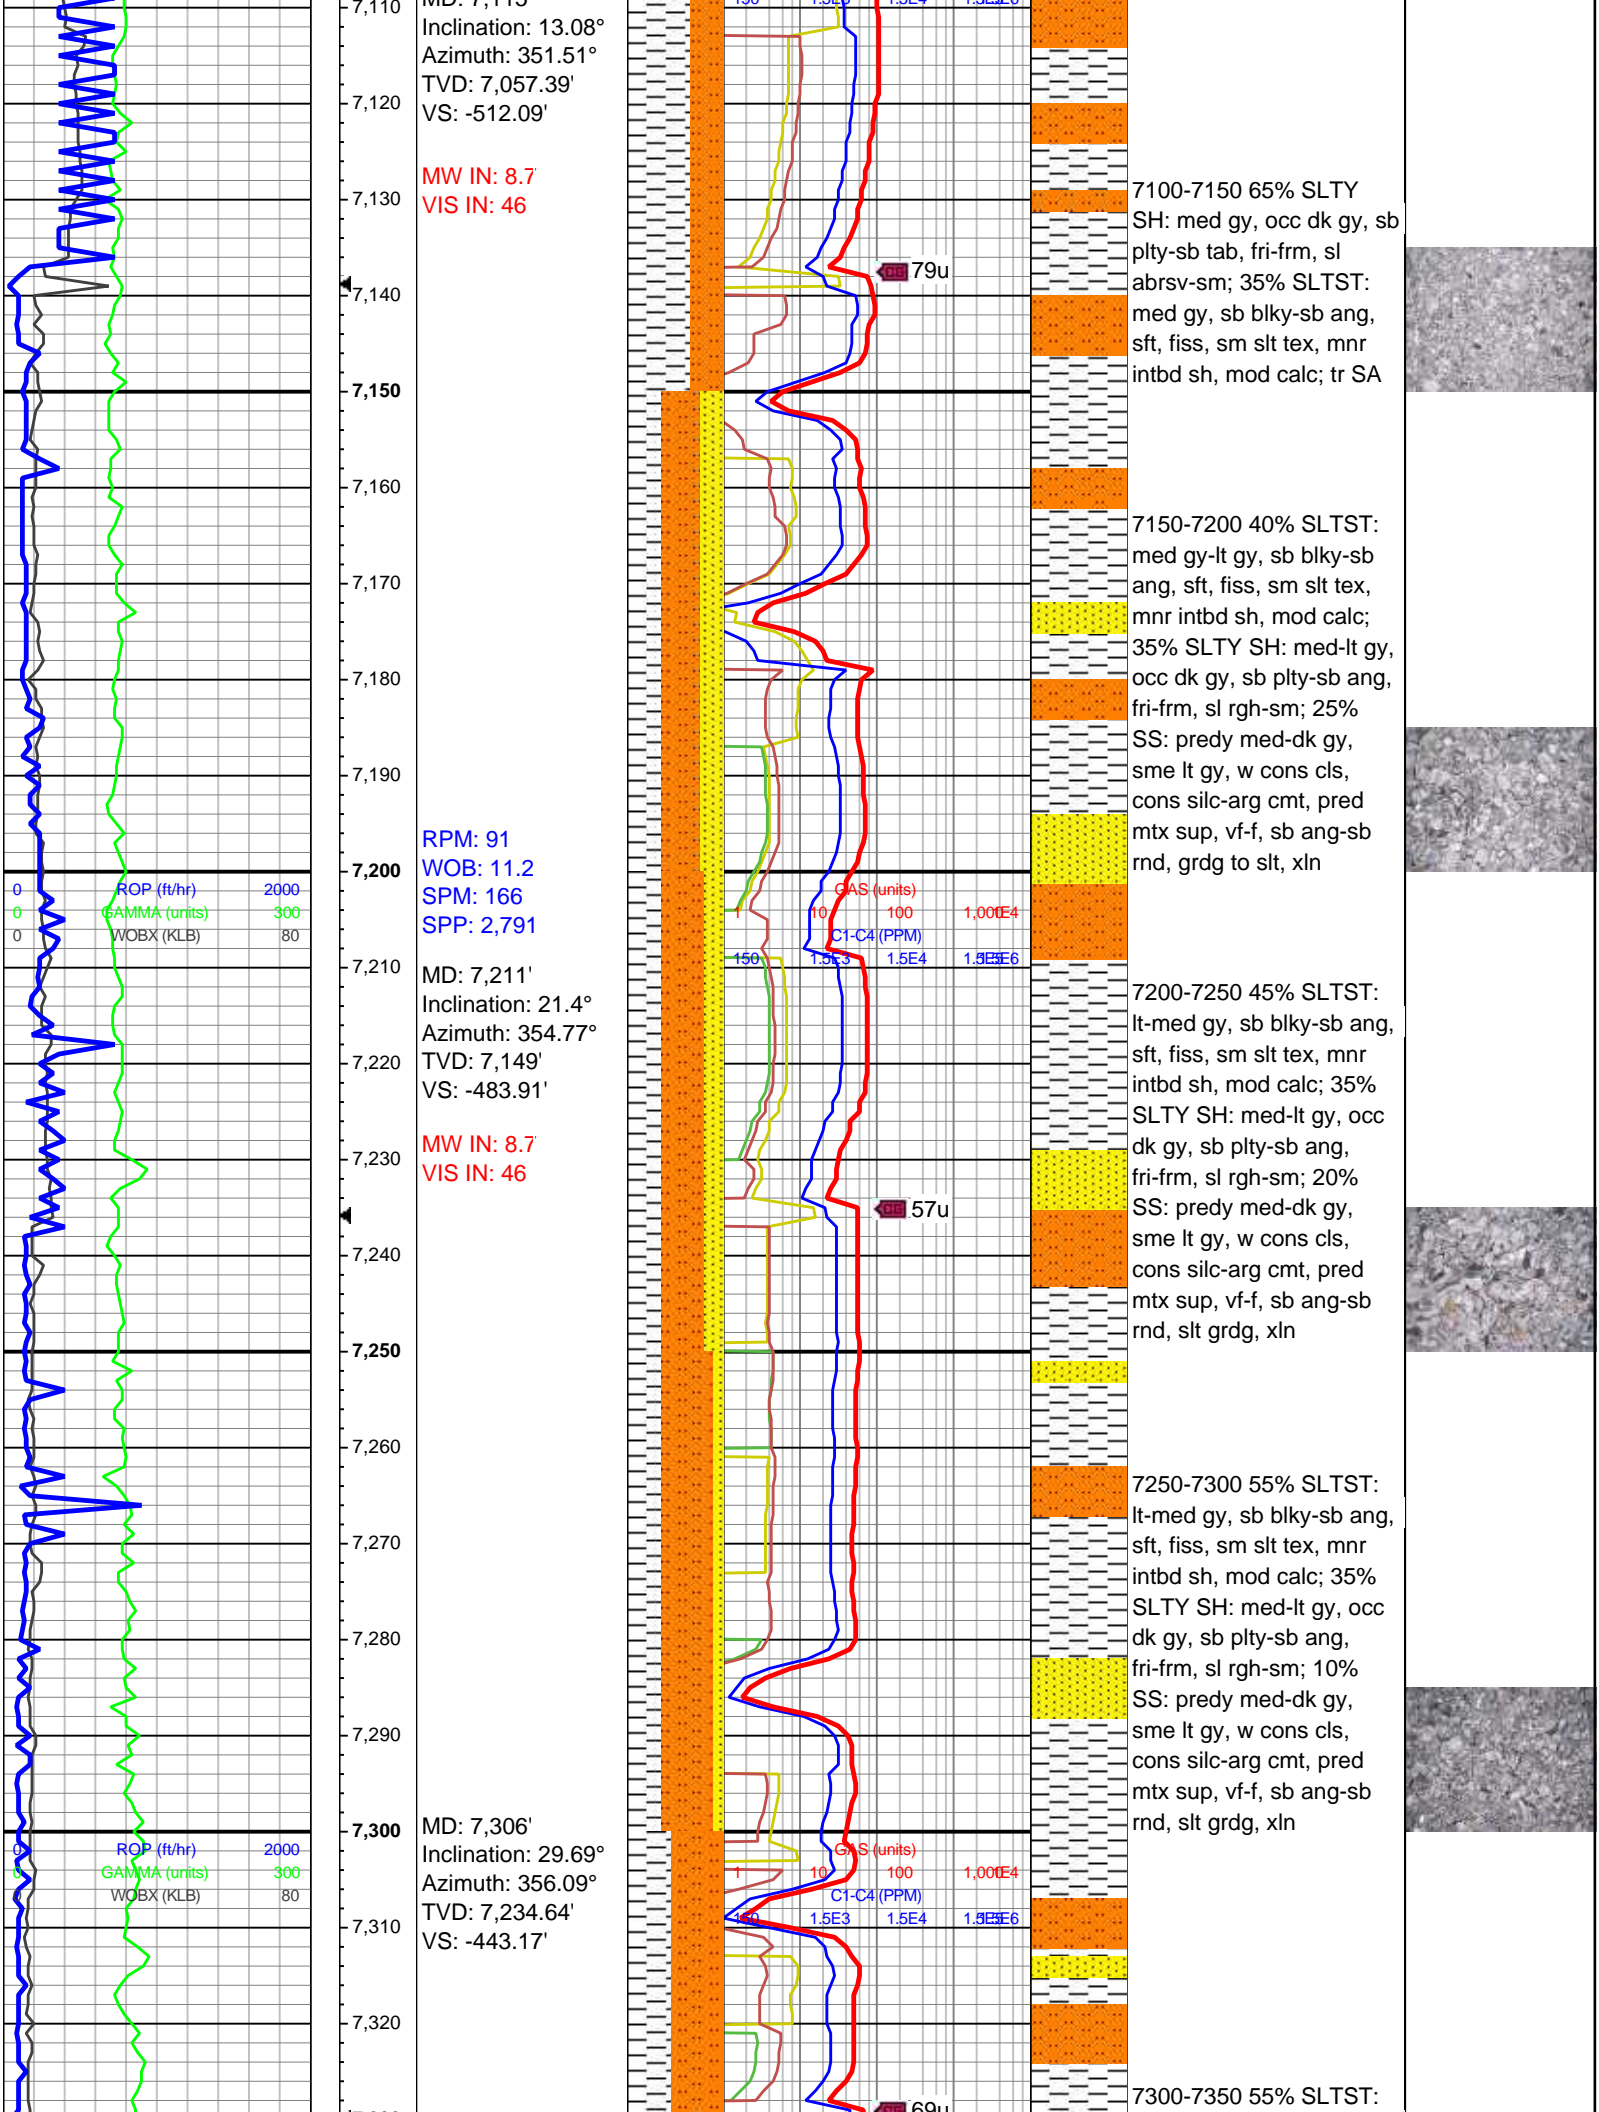 7,110
MD: 7,113'
Inclination: 13.08°
Azimuth: 351.51°
TVD: 7,057.39'
VS: -512.09'
7,120
MW IN: 8.7
VIS IN: 46
7,130
79u
7,140
7,150
7100-7150 65% SLTY
SH: med gy, occ dk gy, sb
plty-sb tab, fri-frm, sl
abrsv-sm; 35% SLTST:
med gy, sb blky-sb ang,
sft, fiss, sm slt tex, mnr
intbd sh, mod calc; tr SA
7,160
7,170
7,180
7,190
7150-7200 40% SLTST:
med gy-lt gy, sb blky-sb
ang, sft, fiss, sm slt tex,
mnr intbd sh, mod calc;
35% SLTY SH: med-lt gy,
occ dk gy, sb plty-sb ang,
fri-frm, sl rgh-sm; 25%
SS: predy med-dk gy,
sme lt gy, w cons cls,
cons silc-arg cmt, pred
mtx sup, vf-f, sb ang-sb
rnd, grdg to slt, xln
RPM: 91
WOB: 11.2
SPM: 166
SPP: 2,791
7,200
0 ROP (ft/hr) 2000
0 GAMMA (units) 300
0 WOBX (KLB) 80
GAS (units)
1 10 100 1,000 1E4
C1-C4 (PPM)
150 1.5E3 1.5E4 1.5E5 1.5E6
7,210
MD: 7,211'
Inclination: 21.4°
Azimuth: 354.77°
TVD: 7,149'
VS: -483.91'
7,220
MW IN: 8.7
VIS IN: 46
7,230
57u
7,240
7,250
7200-7250 45% SLTST:
lt-med gy, sb blky-sb ang,
sft, fiss, sm slt tex, mnr
intbd sh, mod calc; 35%
SLTY SH: med-lt gy, occ
dk gy, sb plty-sb ang,
fri-frm, sl rgh-sm; 20%
SS: predy med-dk gy,
sme lt gy, w cons cls,
cons silc-arg cmt, pred
mtx sup, vf-f, sb ang-sb
rnd, slt grdg, xln
7,260
7,270
7,280
7,290
7250-7300 55% SLTST:
lt-med gy, sb blky-sb ang,
sft, fiss, sm slt tex, mnr
intbd sh, mod calc; 35%
SLTY SH: med-lt gy, occ
dk gy, sb plty-sb ang,
fri-frm, sl rgh-sm; 10%
SS: predy med-dk gy,
sme lt gy, w cons cls,
cons silc-arg cmt, pred
mtx sup, vf-f, sb ang-sb
rnd, slt grdg, xln
7,300
0 ROP (ft/hr) 2000
0 GAMMA (units) 300
0 WOBX (KLB) 80
MD: 7,306'
Inclination: 29.69°
Azimuth: 356.09°
TVD: 7,234.64'
VS: -443.17'
GAS (units)
1 10 100 1,000 1E4
C1-C4 (PPM)
150 1.5E3 1.5E4 1.5E5 1.5E6
7,310
7,320
69u
7300-7350 55% SLTST: